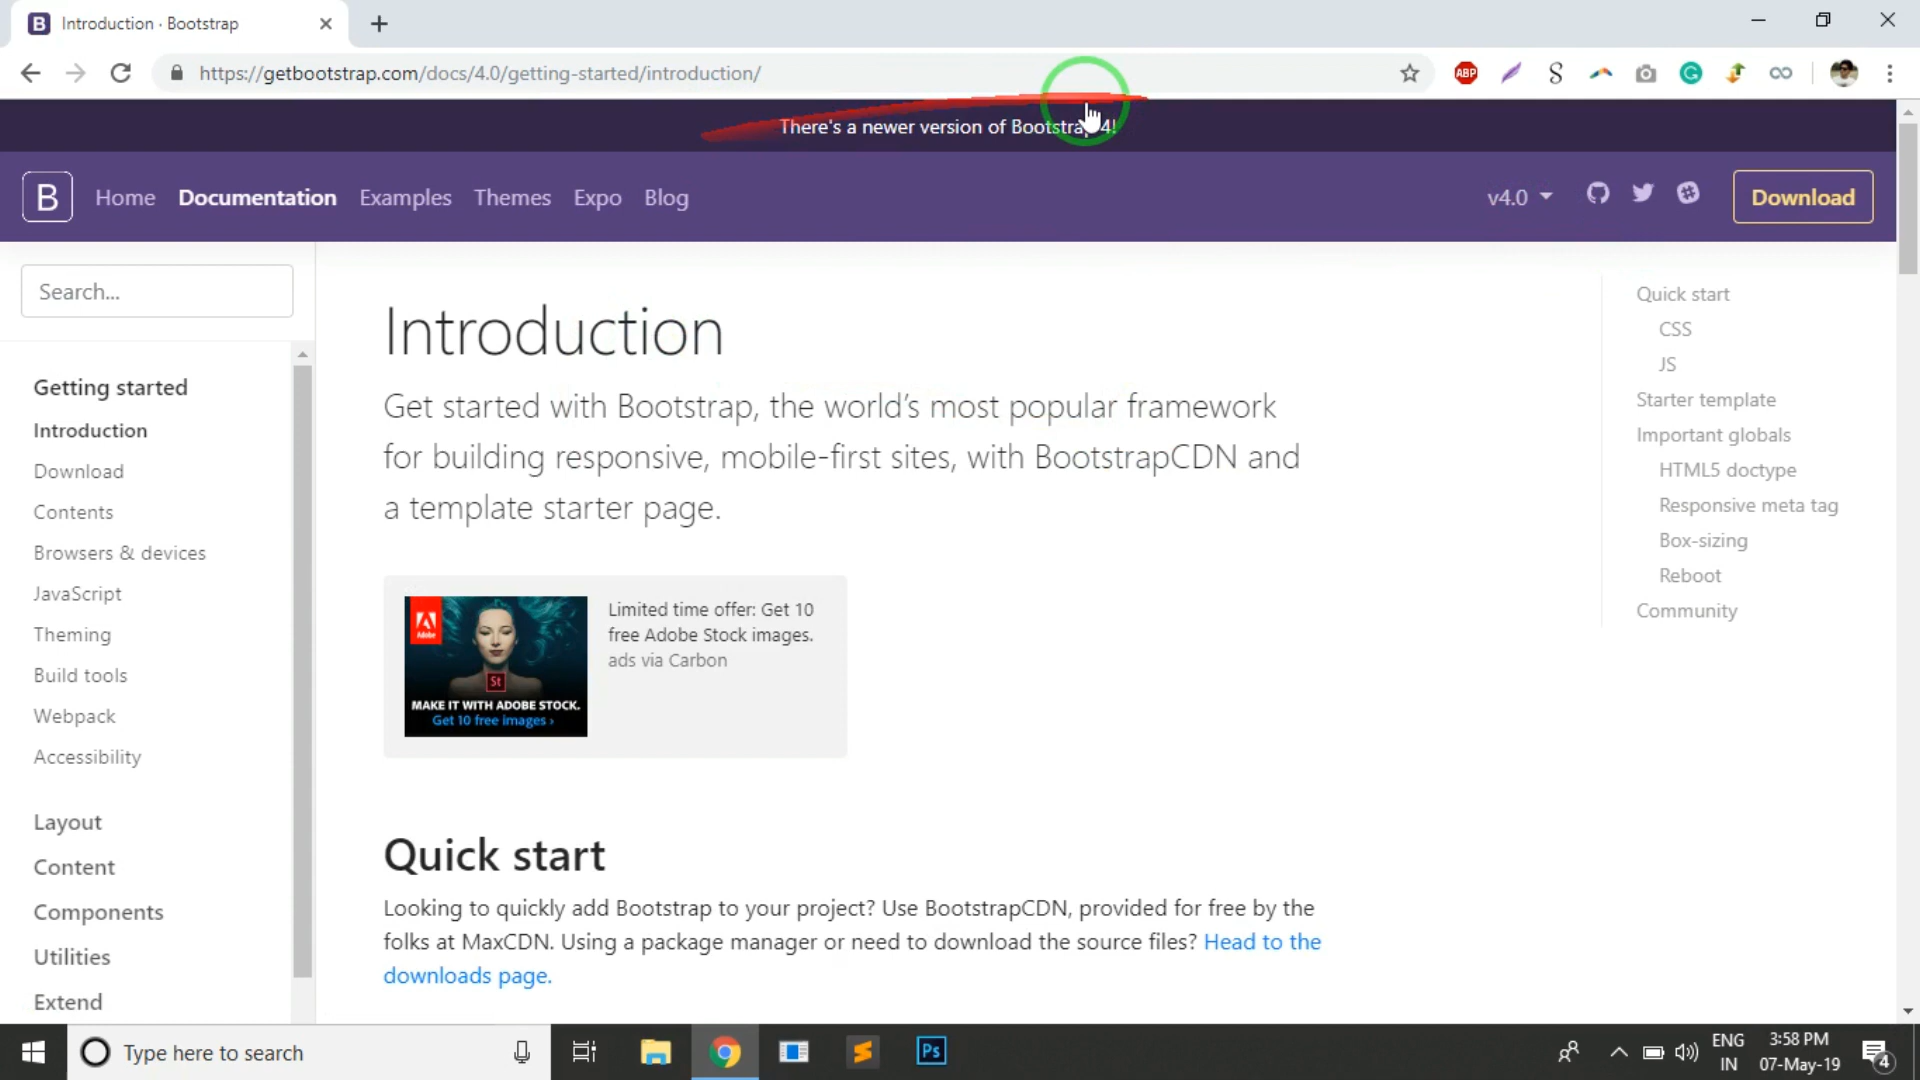 Introduction · Bootstrap
https://getbootstrap.com/docs/4.0/getting-started/introduction/
ABP
There's a newer version of Bootstrap 4!
B
Home
Documentation
Examples
Themes
Expo
Blog
v4.0
Download
Search...
Getting started
Introduction
Download
Contents
Browsers & devices
JavaScript
Theming
Build tools
Webpack
Accessibility
Layout
Content
Components
Utilities
Extend
Introduction
Get started with Bootstrap, the world's most popular framework
for building responsive, mobile-first sites, with BootstrapCDN and
a template starter page.
Adobe
St
MAKE IT WITH ADOBE STOCK.
Get 10 free images ›
Limited time offer: Get 10
free Adobe Stock images.
ads via Carbon
Quick start
Looking to quickly add Bootstrap to your project? Use BootstrapCDN, provided for free by the
folks at MaxCDN. Using a package manager or need to download the source files? Head to the
downloads page.
Quick start
CSS
JS
Starter template
Important globals
HTML5 doctype
Responsive meta tag
Box-sizing
Reboot
Community
Type here to search
Ps
ENG
IN
3:58 PM
07-May-19
4